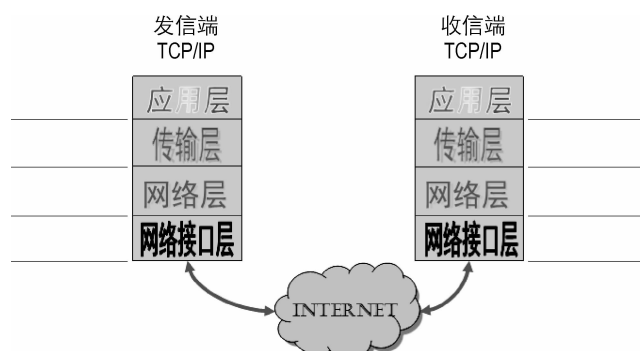 发信端
TCP/IP
应用层
传输层
网络层
网络接口层
收信端
TCP/IP
应用层
传输层
网络层
网络接口层
INTERNET